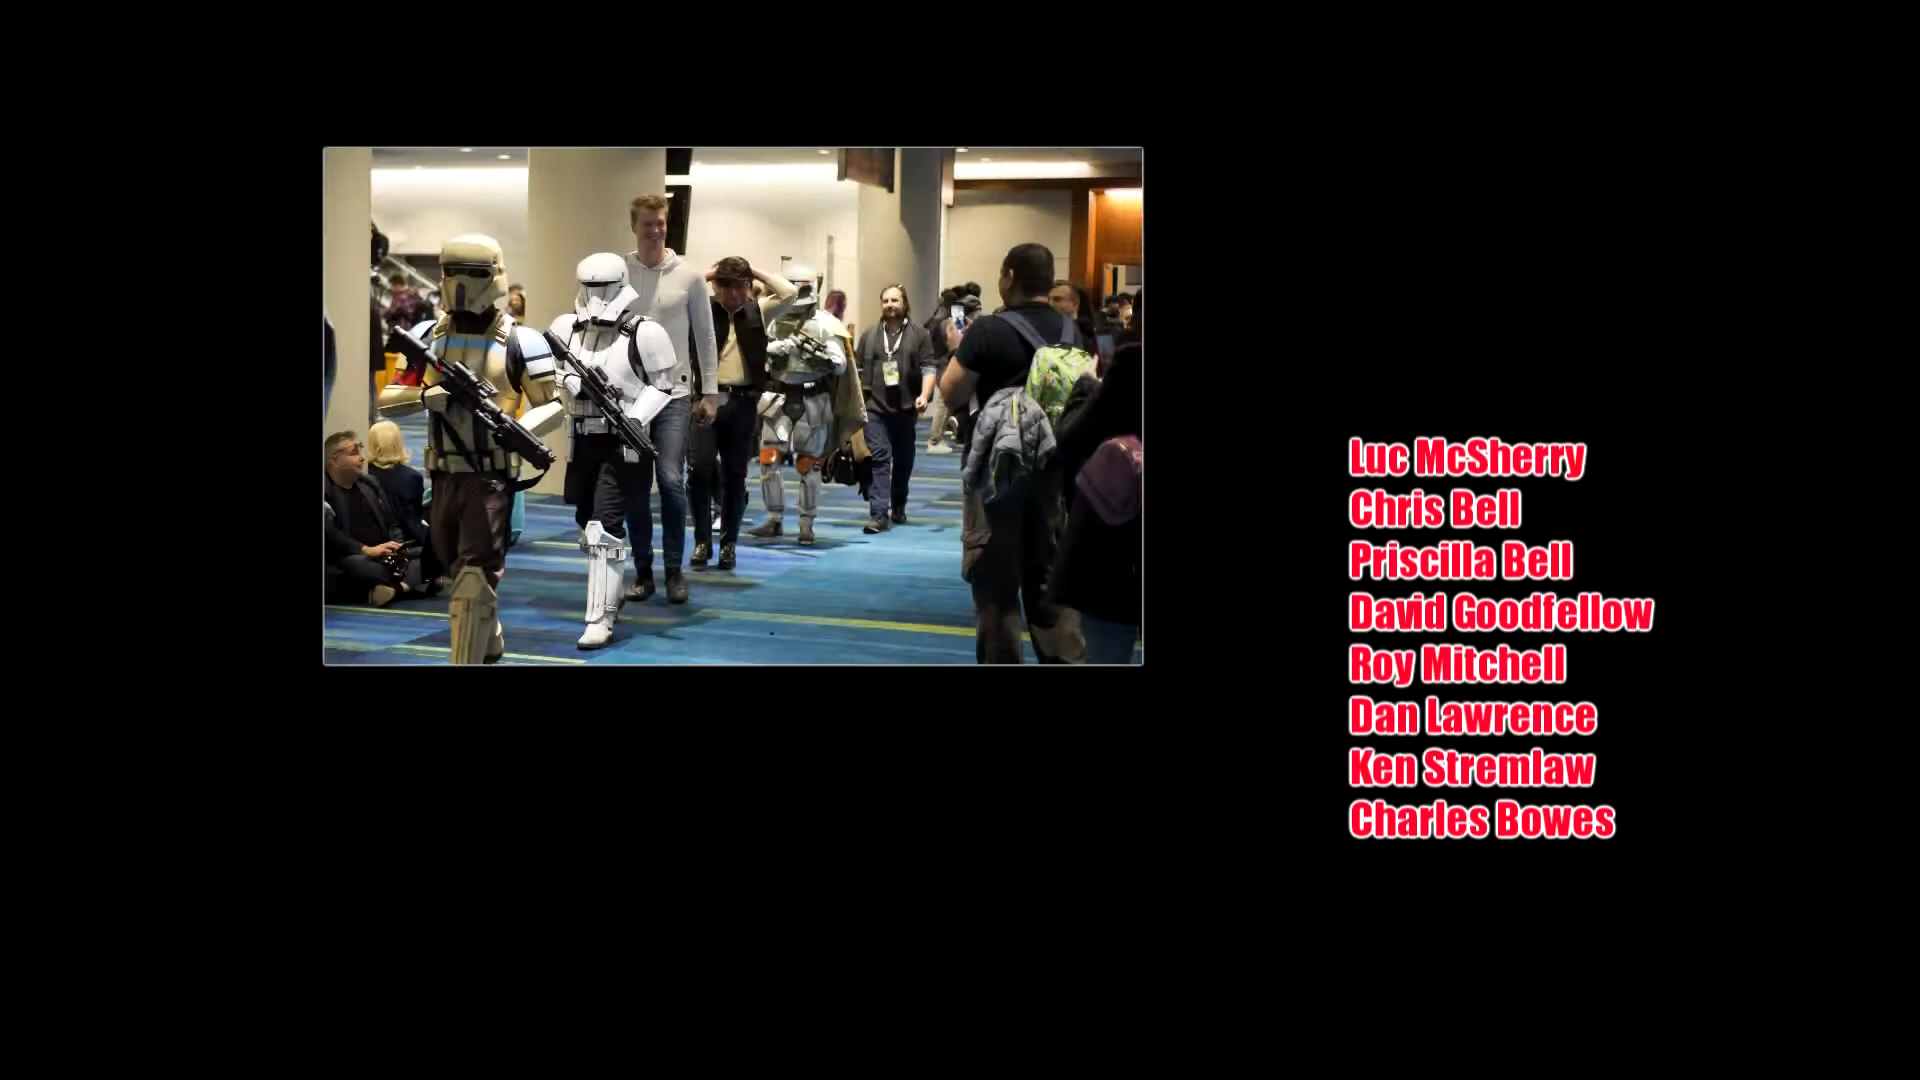 Luc McSherry
Chris Bell
Priscilla Bell
David Goodfellow
Roy Mitchell
Dan Lawrence
Ken Stremlaw
Charles Bowes